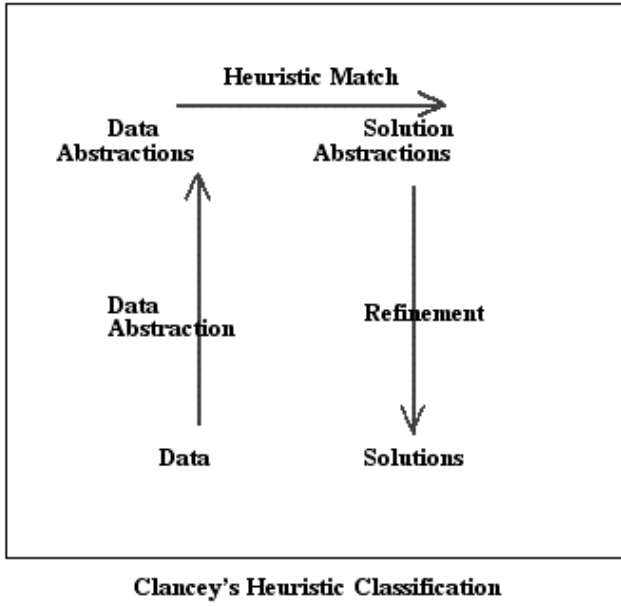 Heuristic Match
Data
Abstractions
Solution
Abstractions
Data
Abstraction
Refinement
Data
Solutions
Clancey's Heuristic Classification